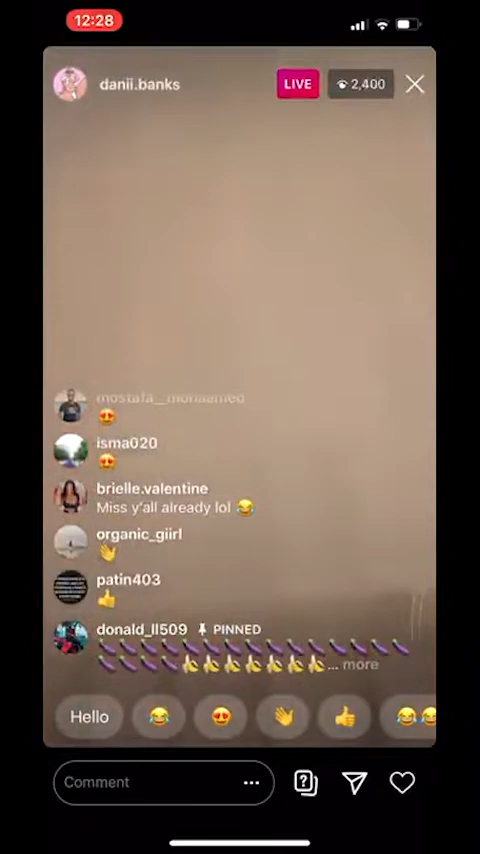 12:28
danii.banks LIVE 2,400
mostafa__mohaamed
😍
isma020
😍
brielle.valentine
Miss y'all already lol 😂
organic_giirl
👋
patin403
👍
donald_ll509 PINNED
🍆🍆🍆🍆🍆🍆🍆🍆🍆🍆🍆🍆🍆🍆🍆
🍆🍆🍆🍆🍌🍌🍌🍌🍌🍌🍌... more
Hello 😂 😍 👋 👍 😂😂
Comment ...